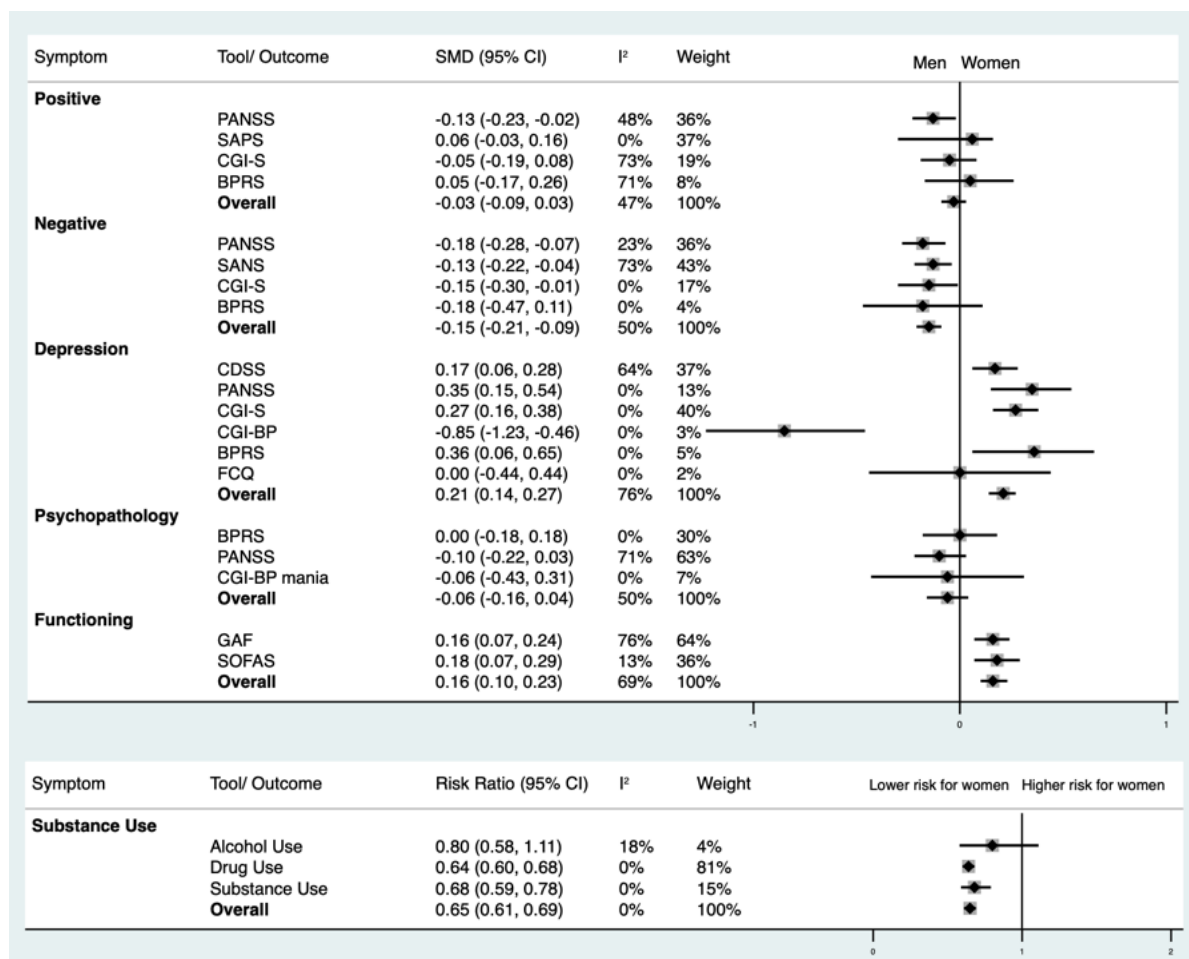 Symptom Tool/ Outcome SMD (95% CI) I² Weight Men Women
Positive
PANSS -0.13 (-0.23, -0.02) 48% 36%
SAPS 0.06 (-0.03, 0.16) 0% 37%
CGI-S -0.05 (-0.19, 0.08) 73% 19%
BPRS 0.05 (-0.17, 0.26) 71% 8%
Overall -0.03 (-0.09, 0.03) 47% 100%
Negative
PANSS -0.18 (-0.28, -0.07) 23% 36%
SANS -0.13 (-0.22, -0.04) 73% 43%
CGI-S -0.15 (-0.30, -0.01) 0% 17%
BPRS -0.18 (-0.47, 0.11) 0% 4%
Overall -0.15 (-0.21, -0.09) 50% 100%
Depression
CDSS 0.17 (0.06, 0.28) 64% 37%
PANSS 0.35 (0.15, 0.54) 0% 13%
CGI-S 0.27 (0.16, 0.38) 0% 40%
CGI-BP -0.85 (-1.23, -0.46) 0% 3%
BPRS 0.36 (0.06, 0.65) 0% 5%
FCQ 0.00 (-0.44, 0.44) 0% 2%
Overall 0.21 (0.14, 0.27) 76% 100%
Psychopathology
BPRS 0.00 (-0.18, 0.18) 0% 30%
PANSS -0.10 (-0.22, 0.03) 71% 63%
CGI-BP mania -0.06 (-0.43, 0.31) 0% 7%
Overall -0.06 (-0.16, 0.04) 50% 100%
Functioning
GAF 0.16 (0.07, 0.24) 76% 64%
SOFAS 0.18 (0.07, 0.29) 13% 36%
Overall 0.16 (0.10, 0.23) 69% 100%
-1 0 1
Symptom Tool/ Outcome Risk Ratio (95% CI) I² Weight Lower risk for women Higher risk for women
Substance Use
Alcohol Use 0.80 (0.58, 1.11) 18% 4%
Drug Use 0.64 (0.60, 0.68) 0% 81%
Substance Use 0.68 (0.59, 0.78) 0% 15%
Overall 0.65 (0.61, 0.69) 0% 100%
0 1 2